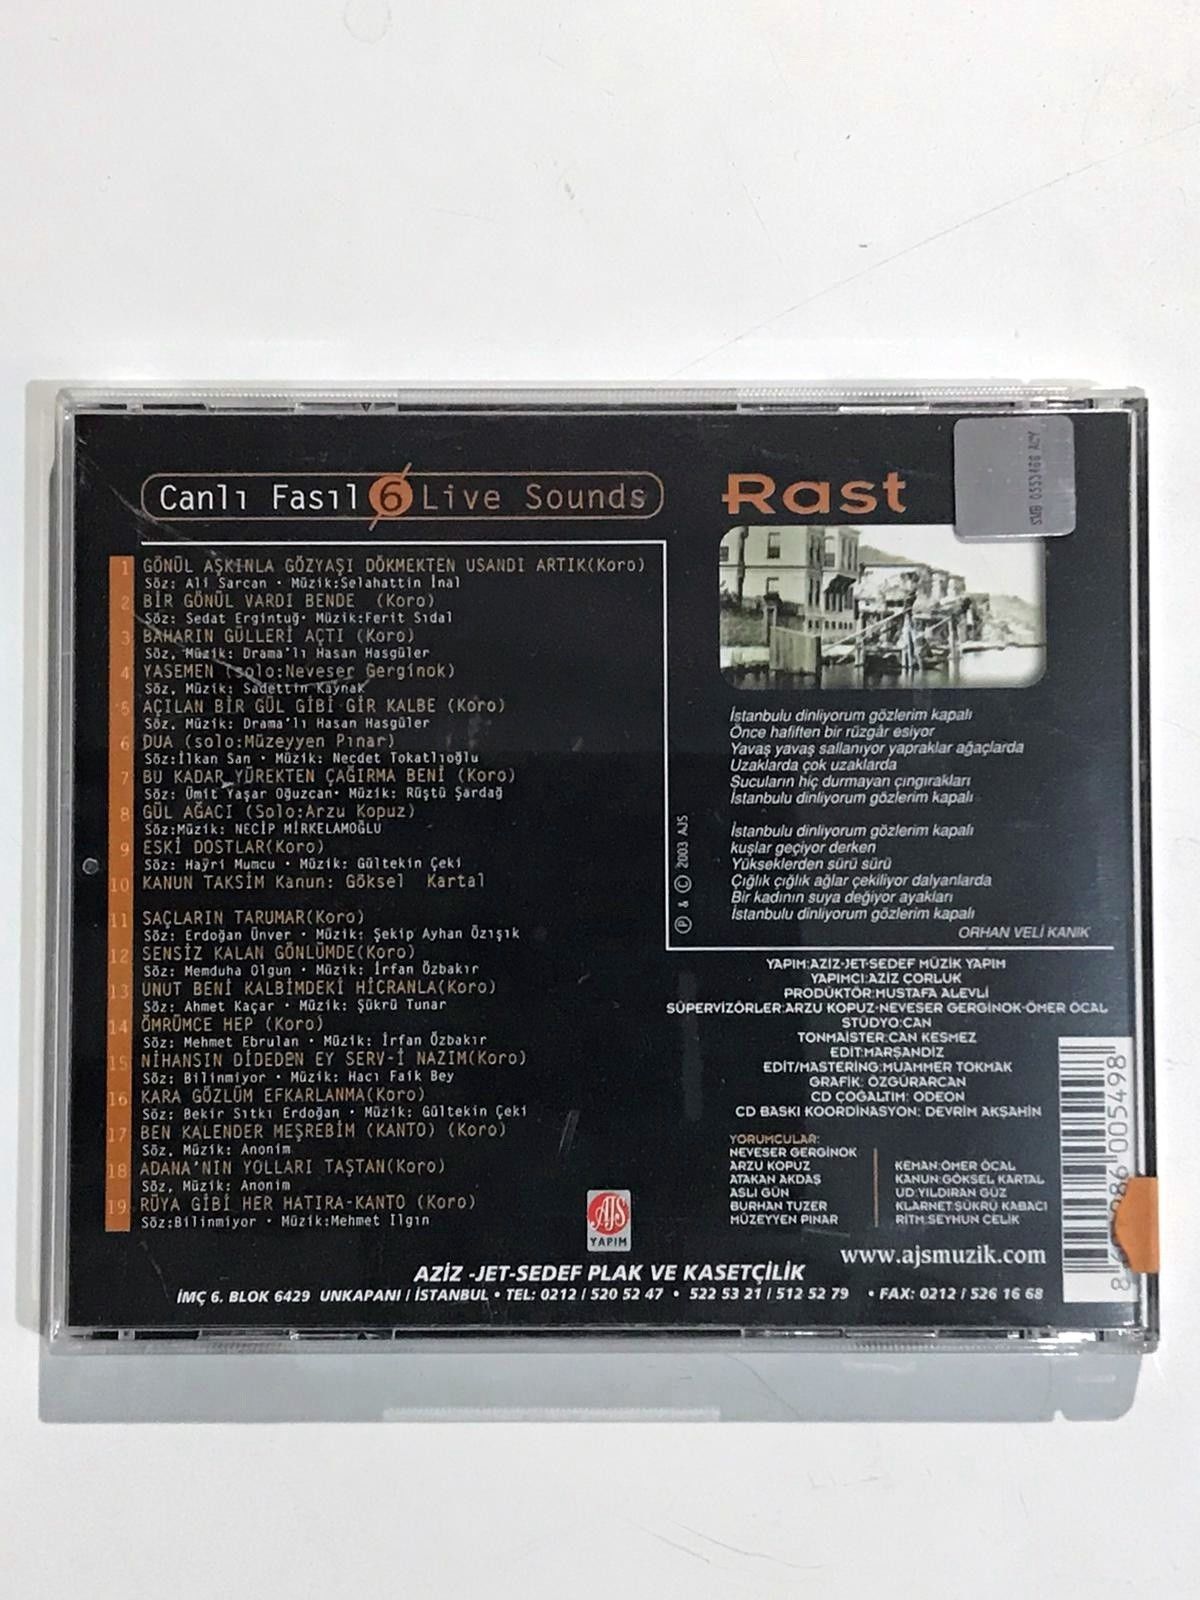 Canlı Fasıl 6 Live Sounds
1 GÖNÜL AŞKINLA GÖZYAŞI DÖKMEKTEN USANDI ARTIK(Koro)
Söz: Ali Sarcan • Müzik:Selahattin İnal
2 BİR GÖNÜL VARDI BENDE (Koro)
Söz: Sedat Ergintuğ• Müzik:Ferit Sıdal
3 BAHARIN GÜLLERİ AÇTI (Koro)
Söz, Müzik: Drama'lı Hasan Hasgüler
4 YASEMEN (solo:Neveser Gerginok)
Söz, Müzik: Sadettin Kaynak
5 AÇILAN BİR GÜL GİBİ GİR KALBE (Koro)
Söz, Müzik: Drama'lı Hasan Hasgüler
6 DUA (solo:Müzeyyen Pınar)
Söz:İlkan San • Müzik: Necdet Tokatlıoğlu
7 BU KADAR YÜREKTEN ÇAĞIRMA BENİ (Koro)
Söz: Ümit Yaşar Oğuzcan• Müzik: Rüştü Şardağ
8 GÜL AĞACI (Solo:Arzu Kopuz)
Söz:Müzik: NECİP MİRKELAMOĞLU
9 ESKİ DOSTLAR(Koro)
Söz: Hayri Mumcu • Müzik: Gültekin Çeki
10 KANUN TAKSİM Kanun: Göksel Kartal
11 SAÇLARIN TARUMAR(Koro)
Söz: Erdoğan Ünver • Müzik: Şekip Ayhan Özışık
12 SENSİZ KALAN GÖNLÜMDE(Koro)
Söz: Memduha Olgun • Müzik: İrfan Özbakır
13 UNUT BENİ KALBİMDEKİ HİCRANLA(Koro)
Söz: Ahmet Kaçar • Müzik: Şükrü Tunar
14 ÖMRÜMCE HEP (Koro)
Söz: Mehmet Ebrulan • Müzik: İrfan Özbakır
15 NİHANSIN DİDEDEN EY SERV-İ NAZIM(Koro)
Söz: Bilinmiyor • Müzik: Hacı Faik Bey
16 KARA GÖZLÜM EFKARLANMA(Koro)
Söz: Bekir Sıtkı Erdoğan • Müzik: Gültekin Çeki
17 BEN KALENDER MEŞREBİM (KANTO) (Koro)
Söz, Müzik: Anonim
18 ADANA'NIN YOLLARI TAŞTAN(Koro)
Söz, Müzik: Anonim
19 RÜYA GİBİ HER HATIRA-KANTO (Koro)
Söz:Bilinmiyor • Müzik:Mehmet Ilgın
Rast
SMB 0553468 ACY
İstanbulu dinliyorum gözlerim kapalı
Önce hafiften bir rüzgâr esiyor
Yavaş yavaş sallanıyor yapraklar ağaçlarda
Uzaklarda çok uzaklarda
Sucuların hiç durmayan çıngırakları
İstanbulu dinliyorum gözlerim kapalı
İstanbulu dinliyorum gözlerim kapalı
kuşlar geçiyor derken
Yükseklerden sürü sürü
Çığlık çığlık ağlar çekiliyor dalyanlarda
Bir kadının suya değiyor ayakları
İstanbulu dinliyorum gözlerim kapalı
ORHAN VELİ KANIK
Ⓟ & © 2003 AJS
YAPIM:AZİZ-JET-SEDEF MÜZİK YAPIM
YAPIMCI:AZİZ ÇORLUK
PRODÜKTÖR:MUSTAFA ALEVLİ
SÜPERVİZÖRLER:ARZU KOPUZ-NEVESER GERGİNOK-ÖMER ÖCAL
STÜDYO:CAN
TONMAİSTER:CAN KESMEZ
EDİT:MARŞANDİZ
EDİT/MASTERİNG:MUAMMER TOKMAK
GRAFİK: ÖZGÜRARCAN
CD ÇOĞALTIM: ODEON
CD BASKI KOORDİNASYON: DEVRİM AKŞAHİN
YORUMCULAR:
NEVESER GERGİNOK
ARZU KOPUZ
ATAKAN AKDAŞ
ASLI GÜN
BURHAN TUZER
MÜZEYYEN PINAR
KEMAN:ÖMER ÖCAL
KANUN:GÖKSEL KARTAL
UD:YILDIRAN GÜZ
KLARNET:ŞÜKRÜ KABACI
RİTM:SEYHUN ÇELİK
AJS
YAPIM
www.ajsmuzik.com
AZİZ -JET-SEDEF PLAK VE KASETÇİLİK
İMÇ 6. BLOK 6429 UNKAPANI / İSTANBUL • TEL: 0212 / 520 52 47 • 522 53 21 / 512 52 79 • FAX: 0212 / 526 16 68
005498